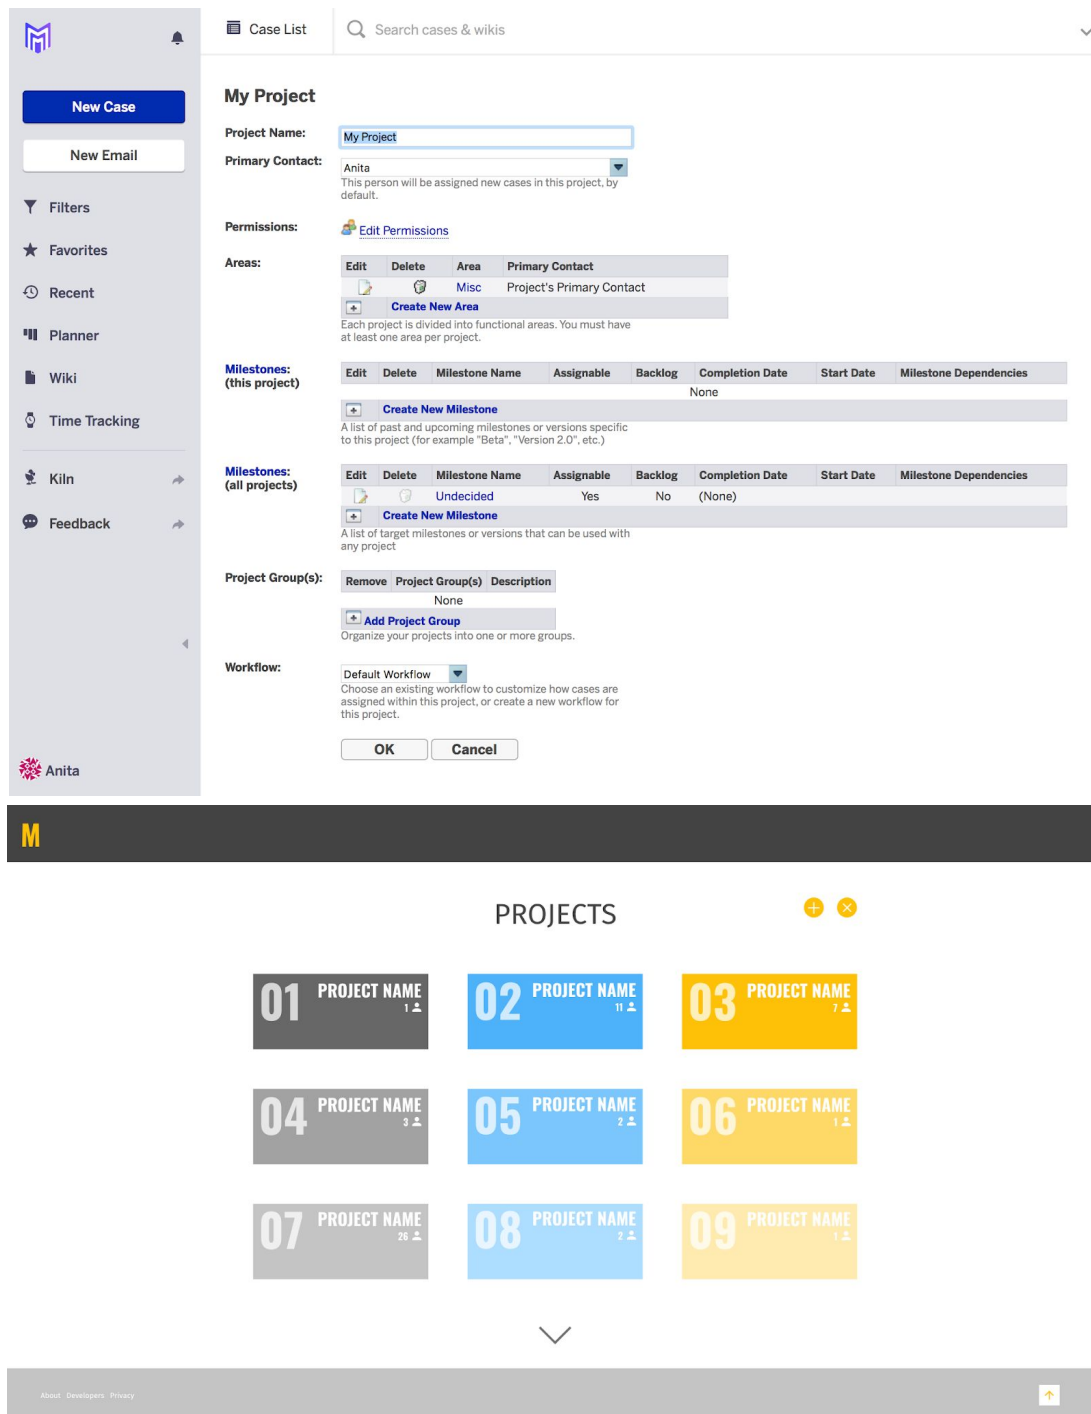 Case List
Search cases & wikis
New Case
New Email
Filters
Favorites
Recent
Planner
Wiki
Time Tracking
Kiln
Feedback
Anita
My Project
Project Name:
My Project
Primary Contact:
Anita
This person will be assigned new cases in this project, by
default.
Permissions:
Edit Permissions
Areas:
Edit Delete Area Primary Contact
Misc Project's Primary Contact
Create New Area
Each project is divided into functional areas. You must have
at least one area per project.
Milestones:
(this project)
Edit Delete Milestone Name Assignable Backlog Completion Date Start Date Milestone Dependencies
None
Create New Milestone
A list of past and upcoming milestones or versions specific
to this project (for example "Beta", "Version 2.0", etc.)
Milestones:
(all projects)
Edit Delete Milestone Name Assignable Backlog Completion Date Start Date Milestone Dependencies
Undecided Yes No (None)
Create New Milestone
A list of target milestones or versions that can be used with
any project
Project Group(s):
Remove Project Group(s) Description
None
Add Project Group
Organize your projects into one or more groups.
Workflow:
Default Workflow
Choose an existing workflow to customize how cases are
assigned within this project, or create a new workflow for
this project.
OK Cancel
M
PROJECTS
01 PROJECT NAME
1
02 PROJECT NAME
11
03 PROJECT NAME
7
04 PROJECT NAME
3
05 PROJECT NAME
2
06 PROJECT NAME
1
07 PROJECT NAME
26
08 PROJECT NAME
2
09 PROJECT NAME
1
About Developers Privacy